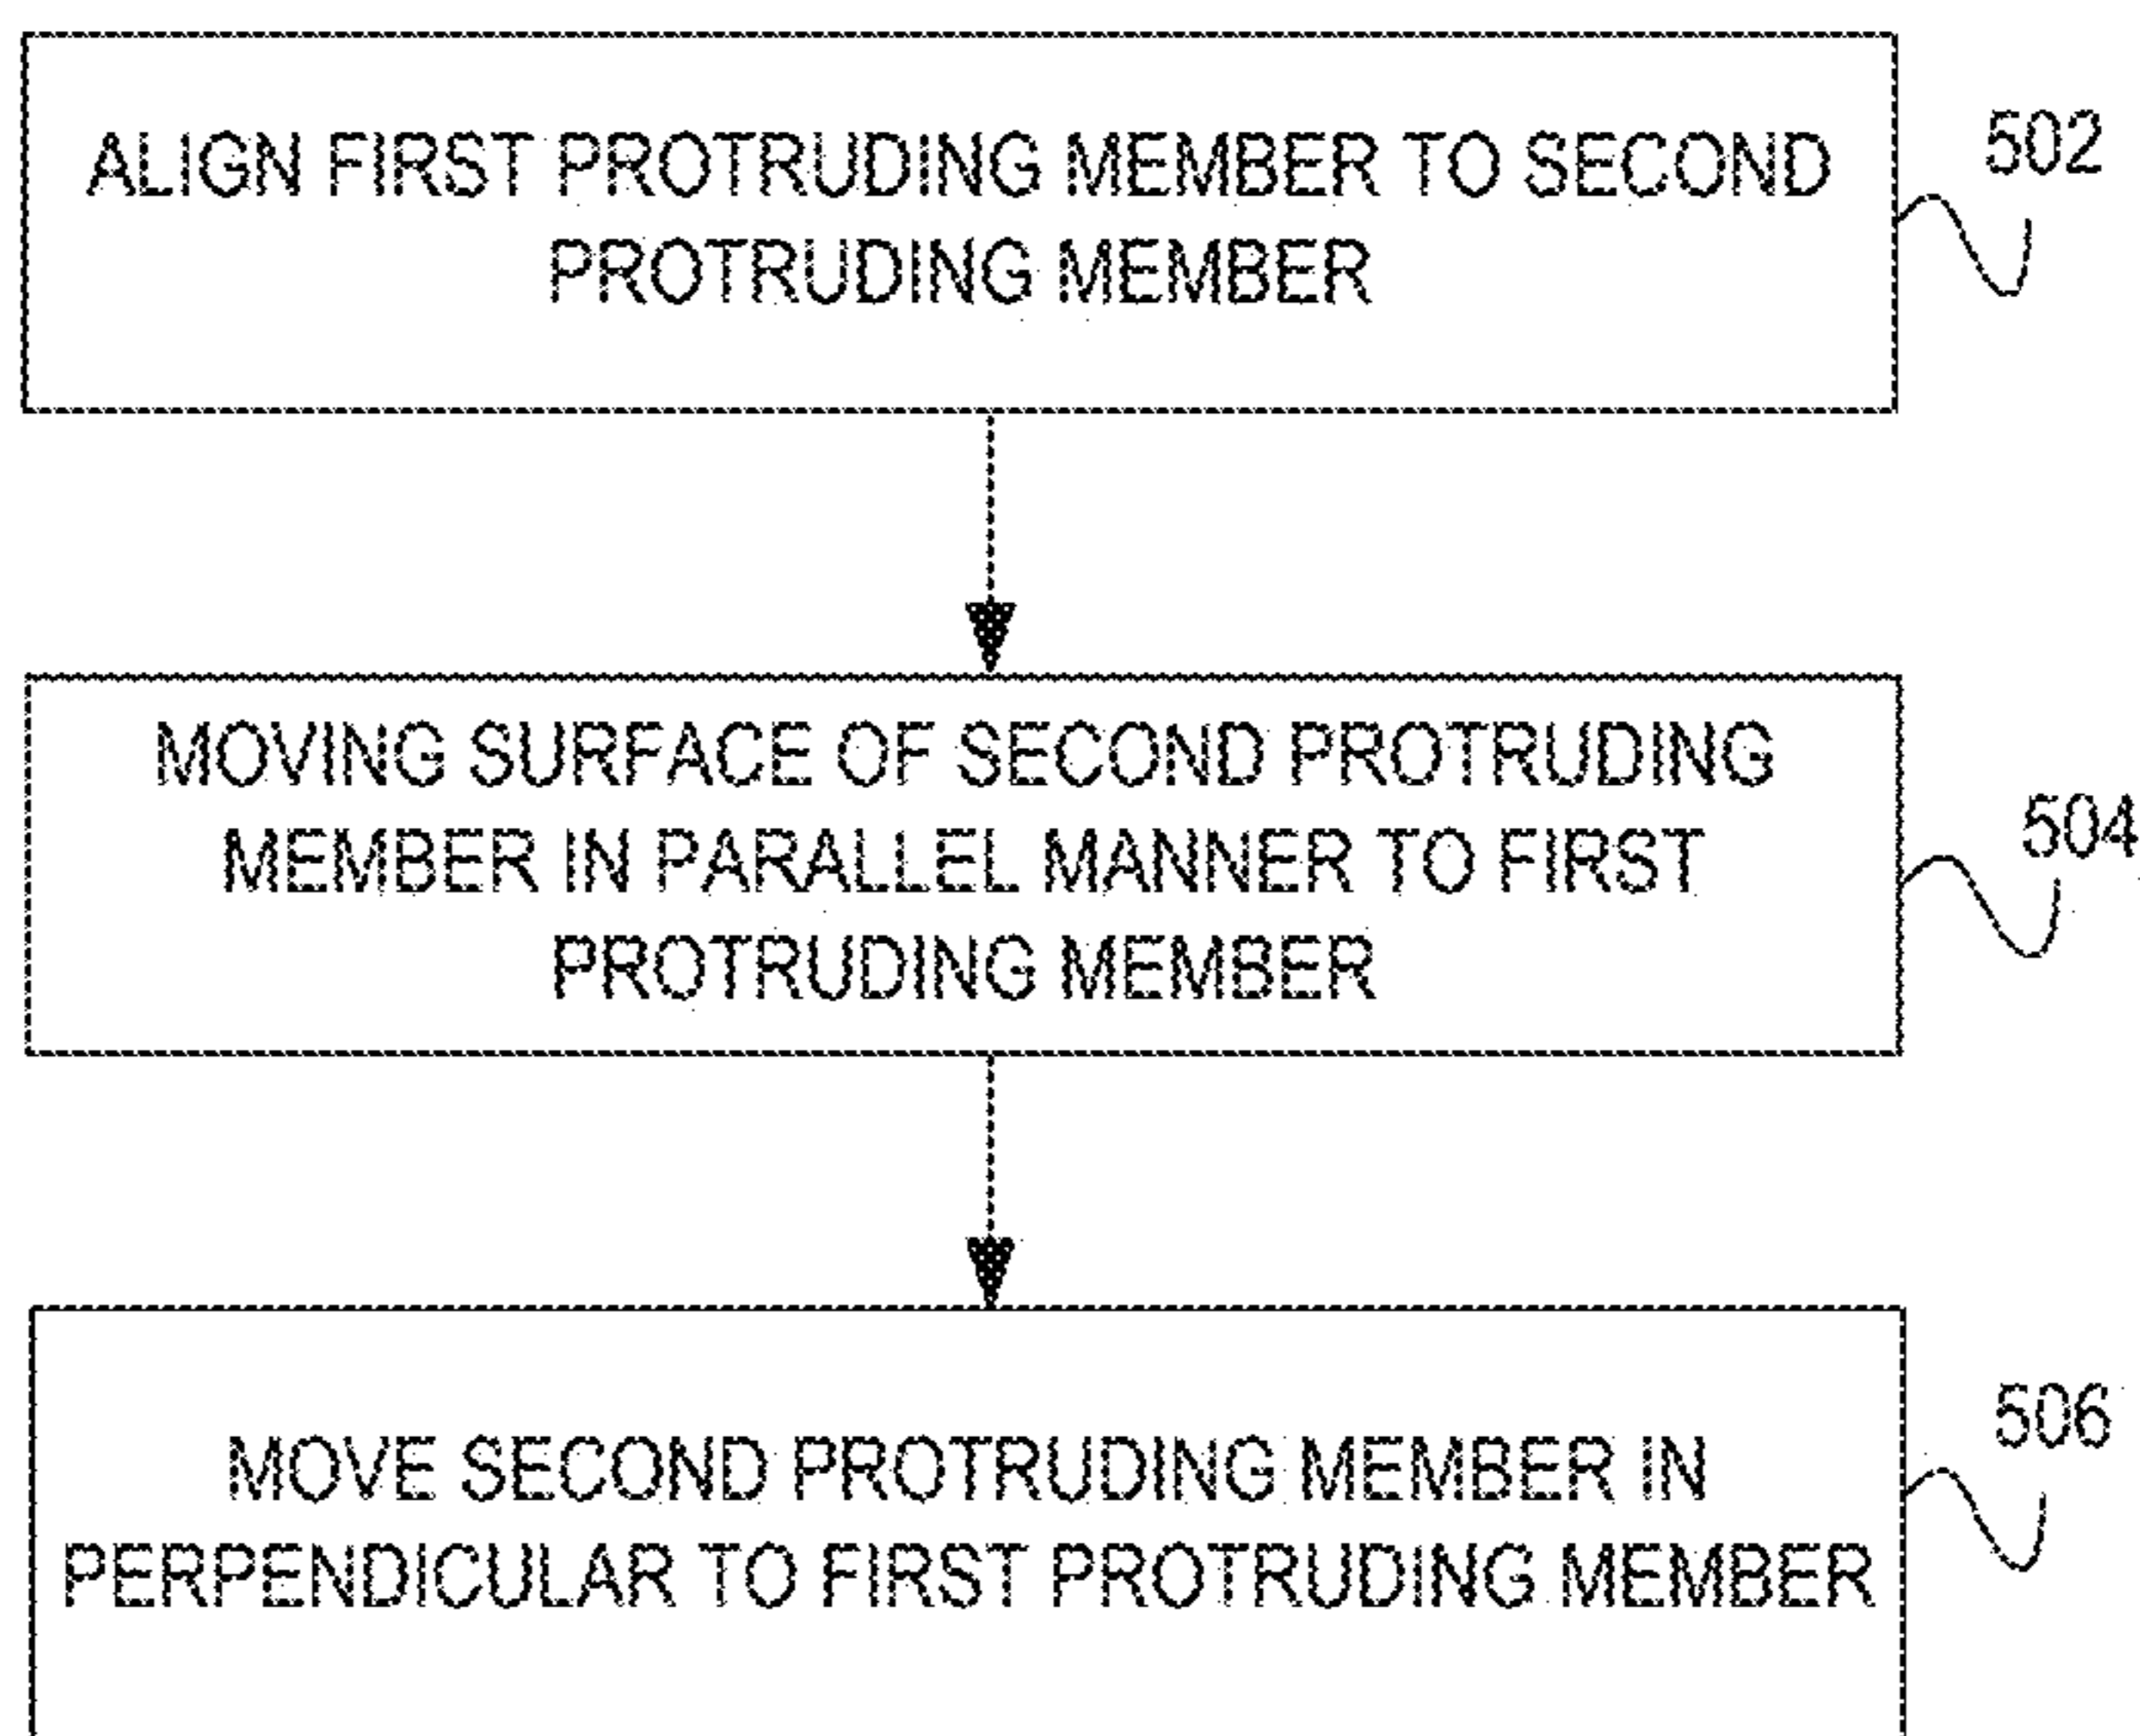 ALIGN FIRST PROTRUDING MEMBER TO SECOND
PROTRUDING MEMBER
502
MOVING SURFACE OF SECOND PROTRUDING
MEMBER IN PARALLEL MANNER TO FIRST
PROTRUDING MEMBER
504
MOVE SECOND PROTRUDING MEMBER IN
PERPENDICULAR TO FIRST PROTRUDING MEMBER
506